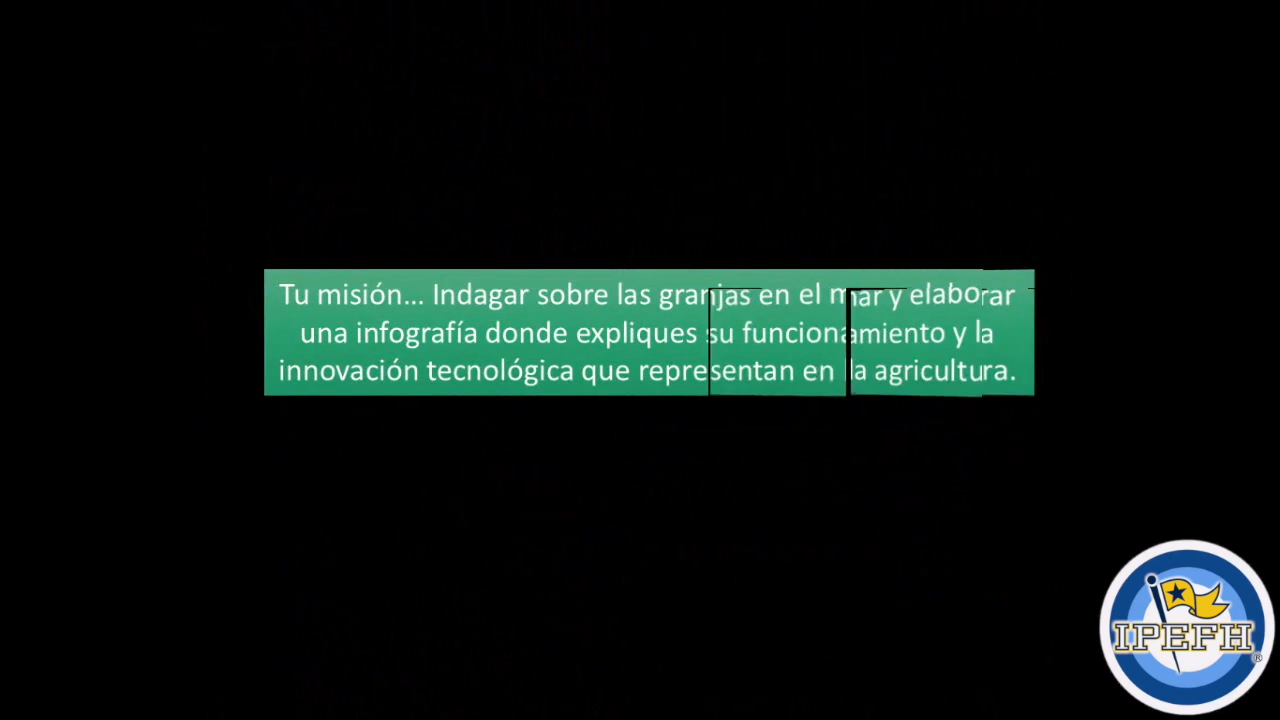 Tu misión... Indagar sobre las granjas en el mar y elaborar
una infografía donde expliques su funcionamiento y la
innovación tecnológica que representan en la agricultura.
IPEFH
®